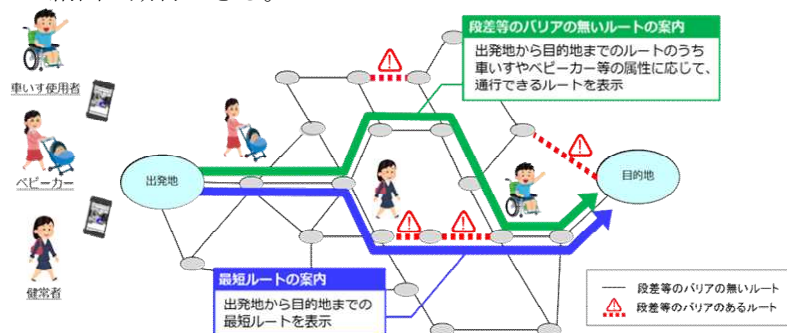 段差等のバリアの無いルートの案内
出発地から目的地までのルートのうち
車いすやベビーカー等の属性に応じて、
通行できるルートを表示
車いす使用者
ベビーカー
健常者
出発地
目的地
最短ルートの案内
出発地から目的地までの
最短ルートを表示
段差等のバリアの無いルート
段差等のバリアのあるルート